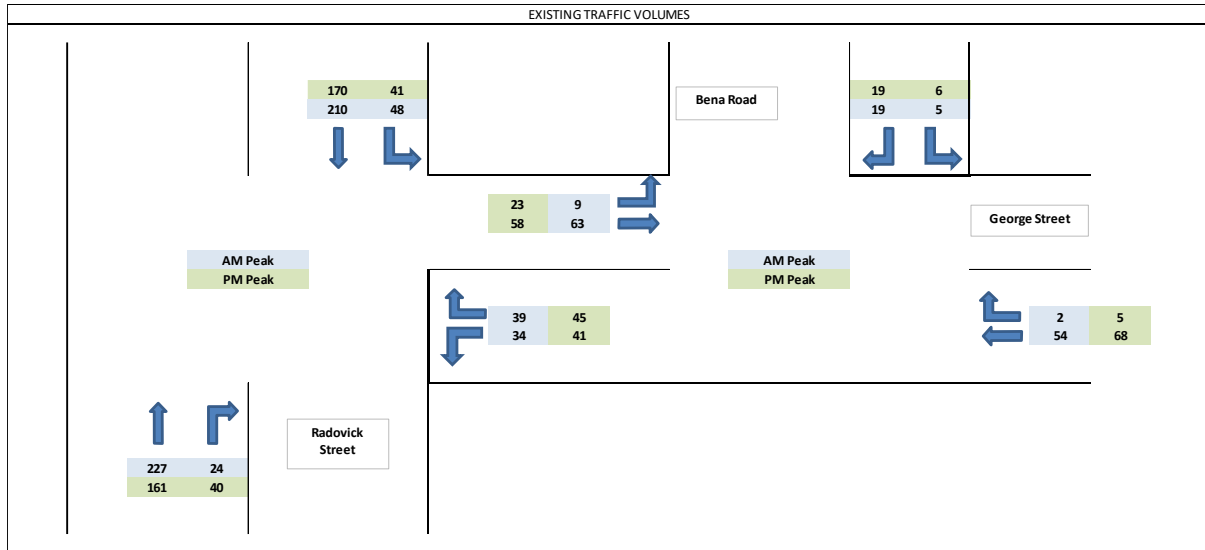 EXISTING TRAFFIC VOLUMES
170 41
210 48
Bena Road
19 6
19 5
23 9
58 63
George Street
AM Peak
PM Peak
AM Peak
PM Peak
39 45
34 41
2 5
54 68
Radovick
Street
227 24
161 40